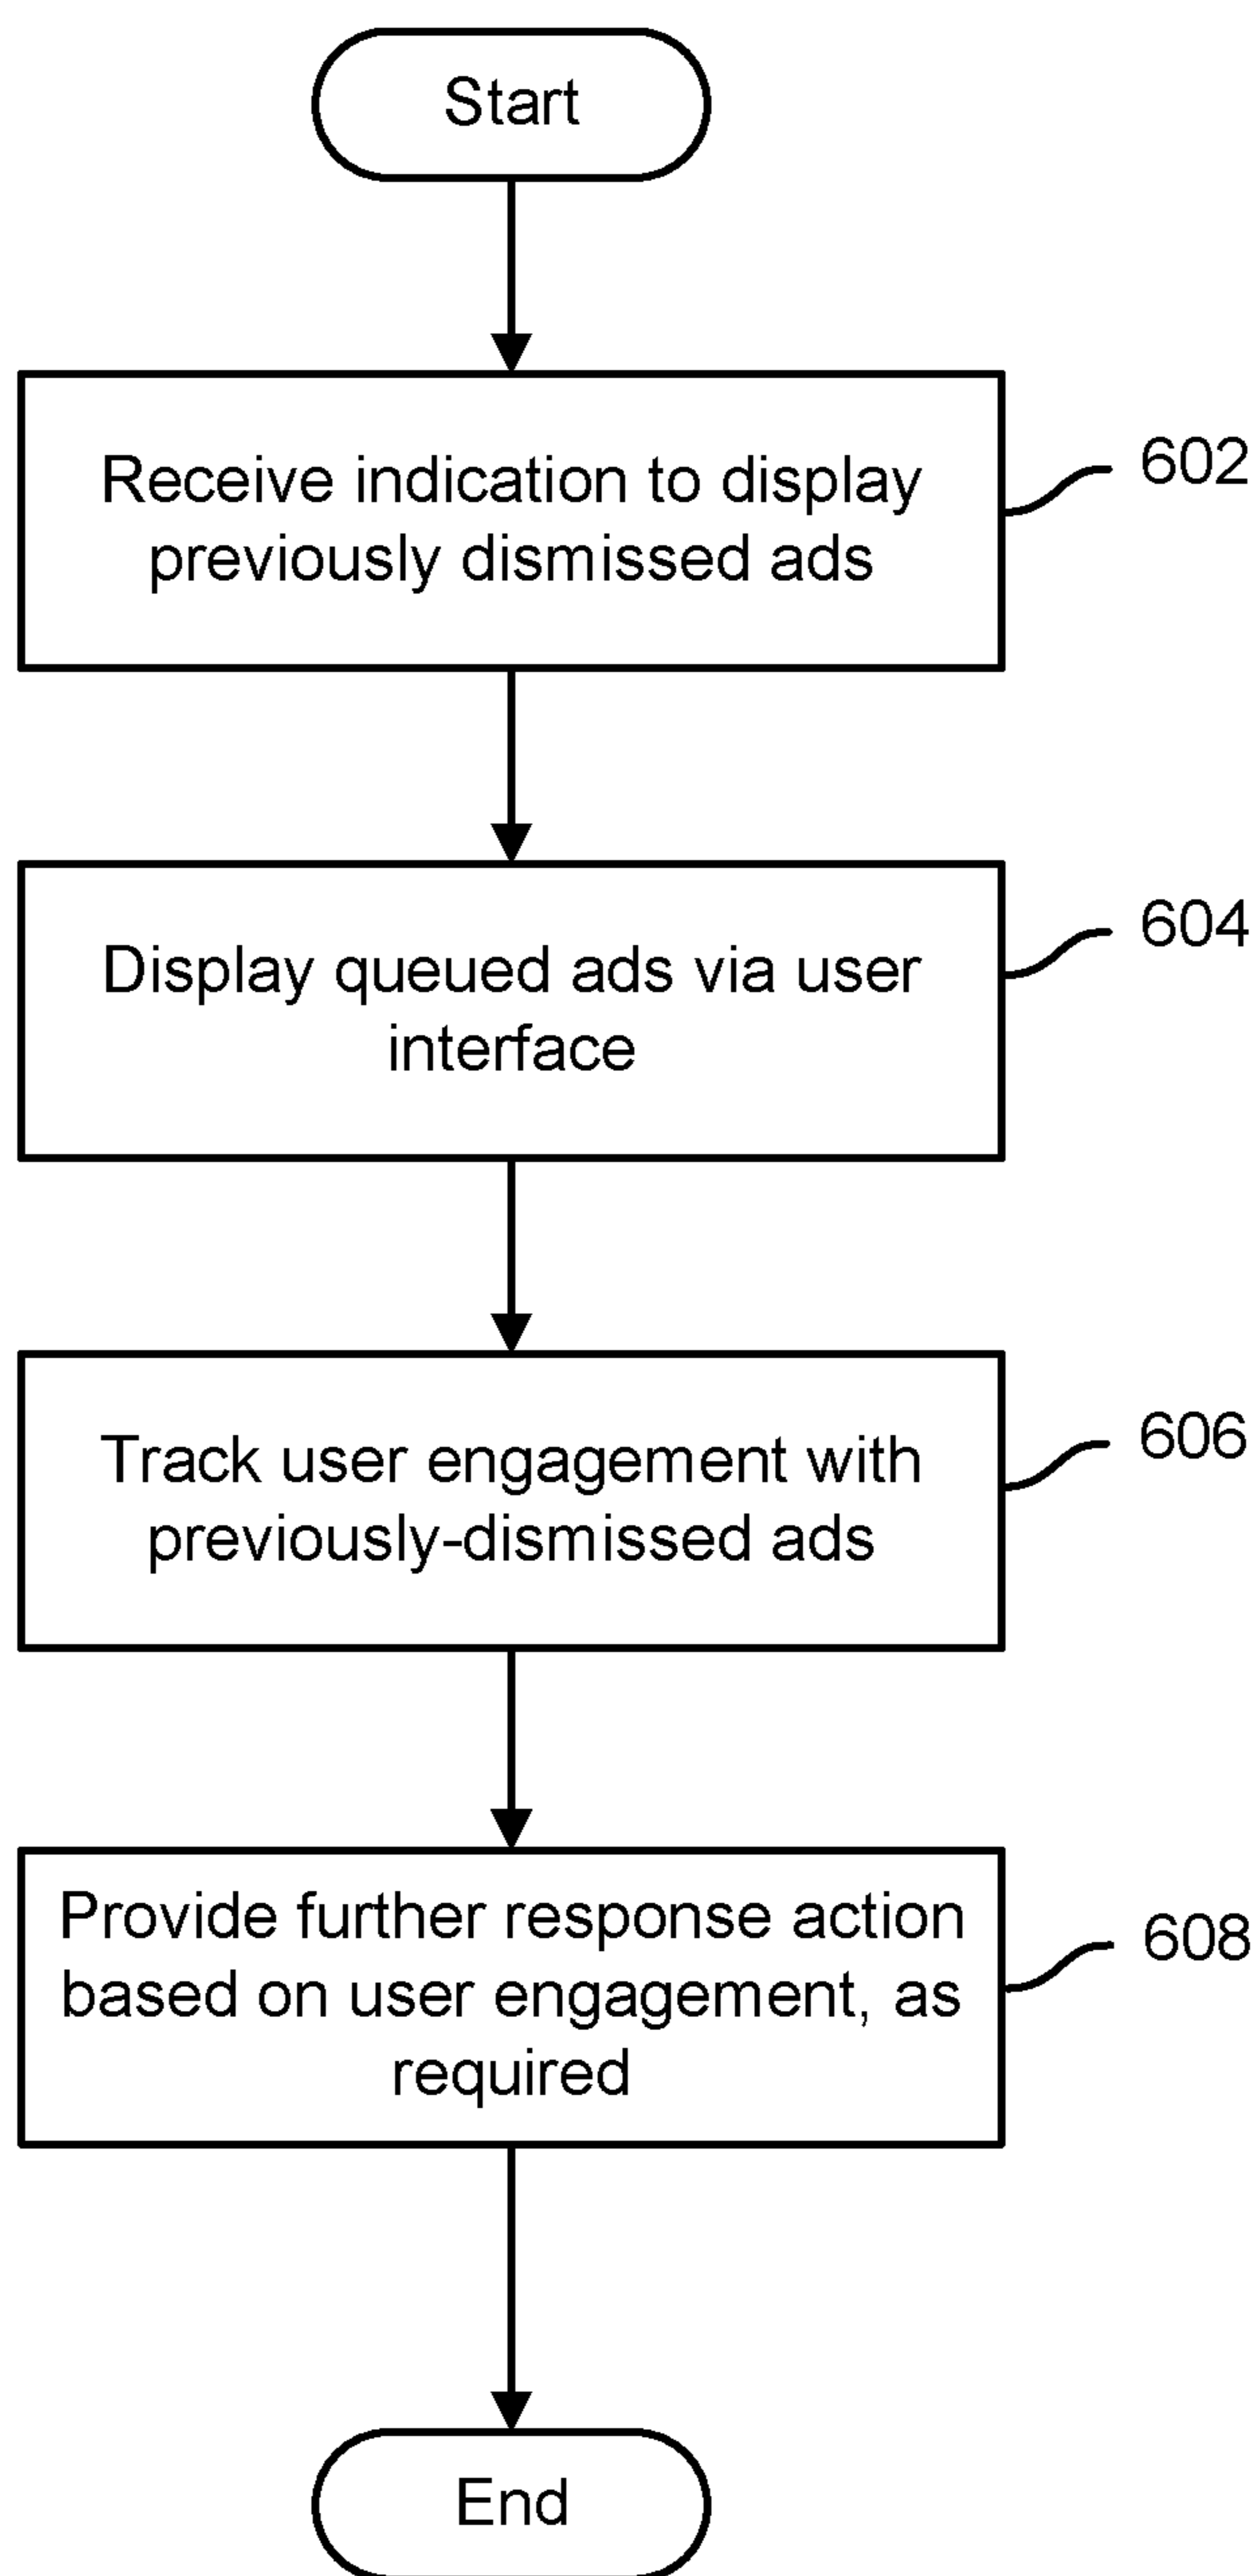 Start
Receive indication to display
previously dismissed ads
602
Display queued ads via user
interface
604
Track user engagement with
previously-dismissed ads
606
Provide further response action
based on user engagement, as
required
608
End